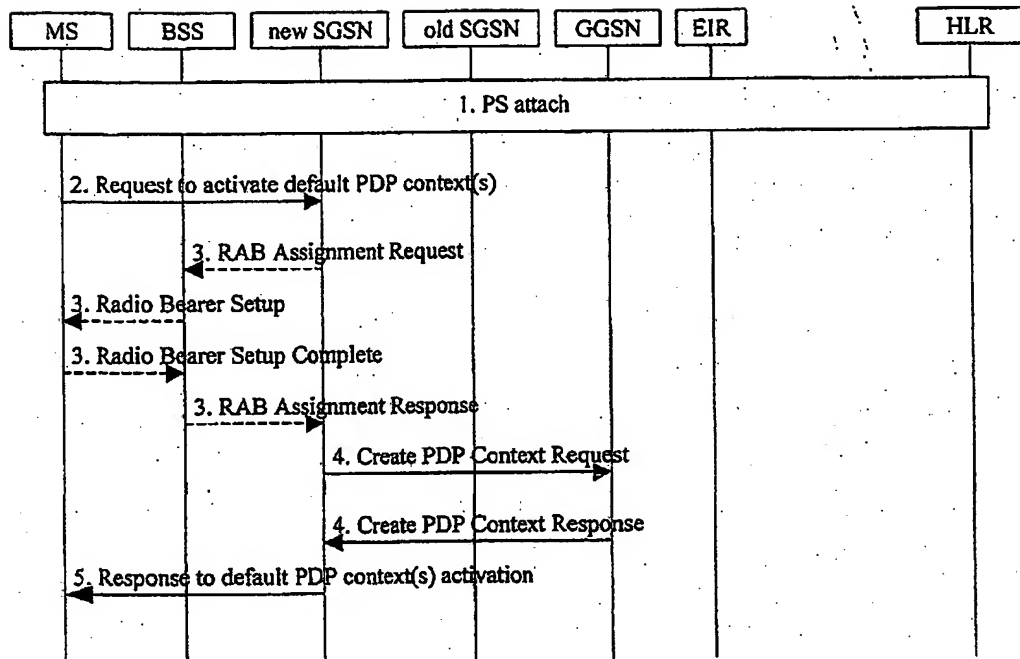 MS BSS new SGSN old SGSN GGSN EIR HLR
1. PS attach
2. Request to activate default PDP context(s)
3. RAB Assignment Request
3. Radio Bearer Setup
3. Radio Bearer Setup Complete
3. RAB Assignment Response
4. Create PDP Context Request
4. Create PDP Context Response
5. Response to default PDP context(s) activation